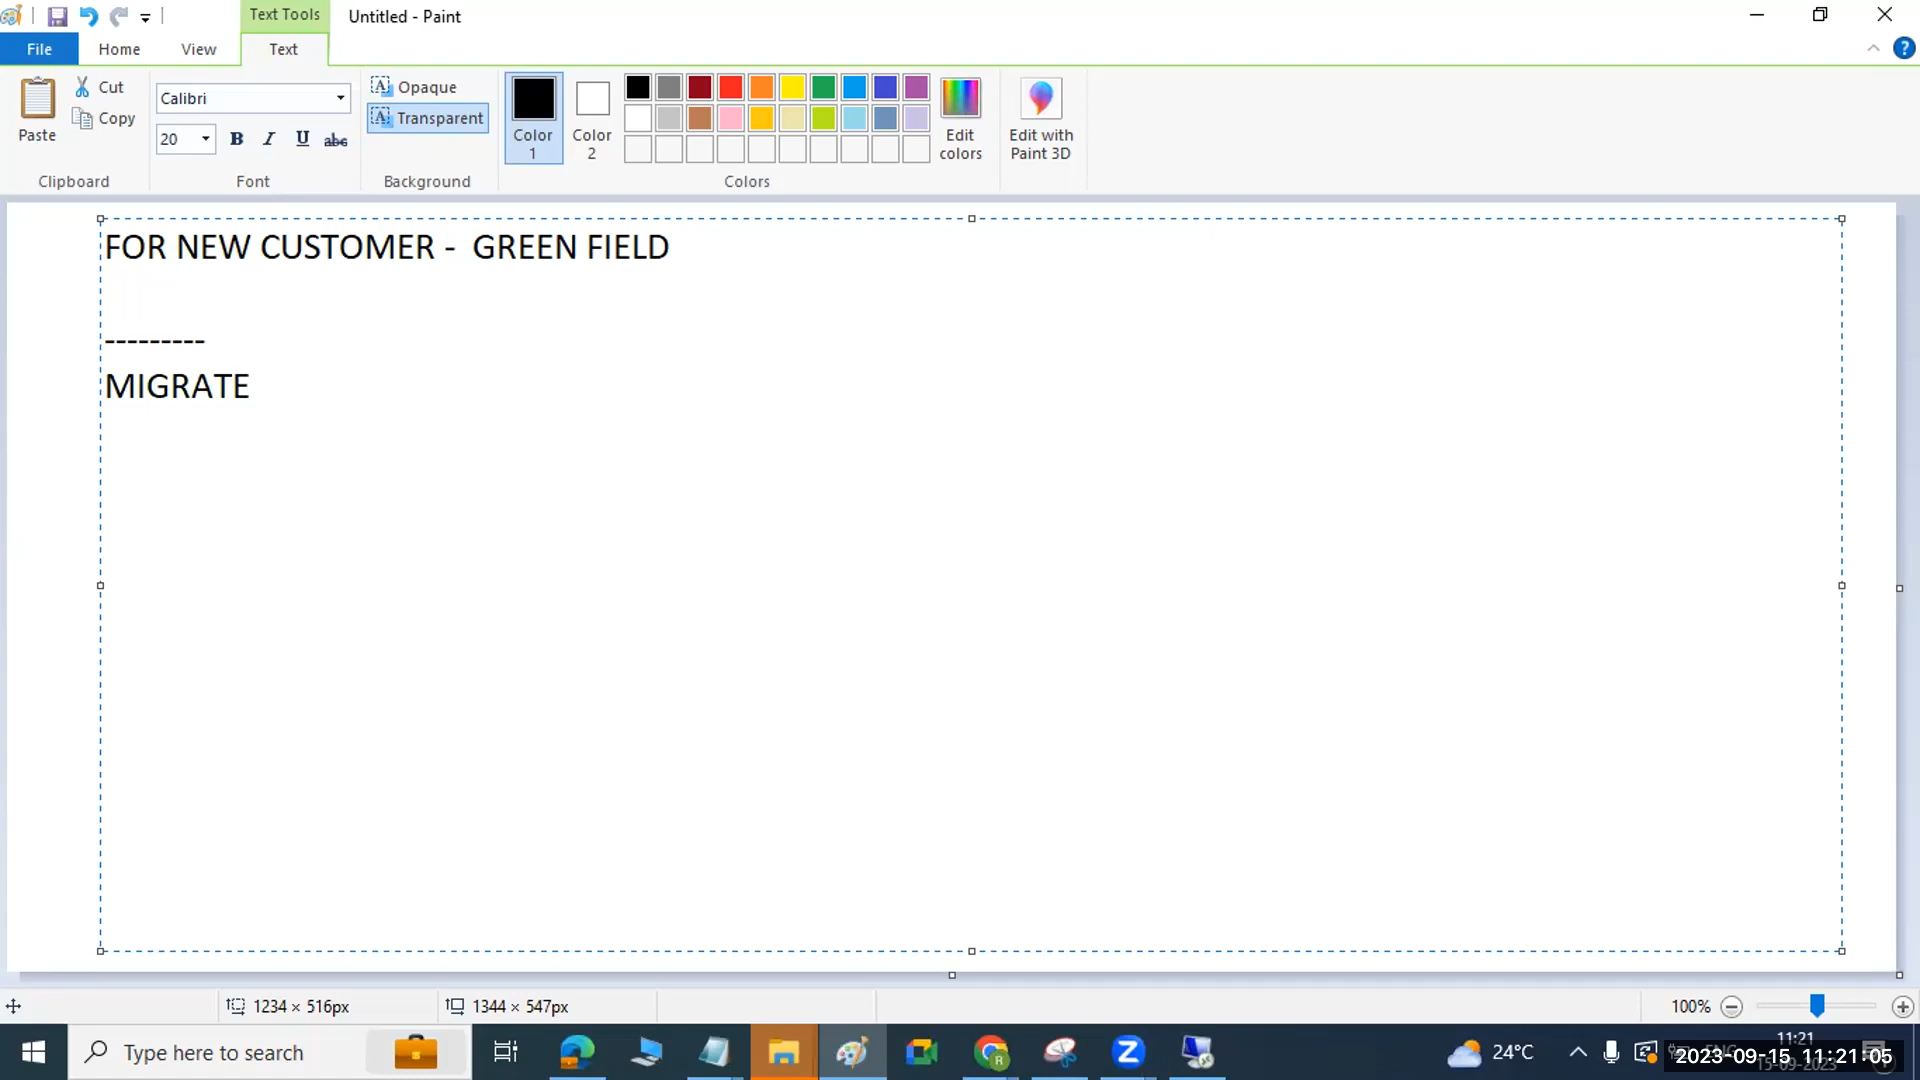 Text Tools
Untitled - Paint
File
Home
View
Text
Paste
Cut
Copy
Clipboard
Calibri
20
B I U abc
Font
Opaque
Transparent
Background
Color 1
Color 2
Colors
Edit colors
Edit with Paint 3D
FOR NEW CUSTOMER -  GREEN FIELD
---------
MIGRATE
1234 × 516px
1344 × 547px
100%
Type here to search
24°C
11:21
2023-09-15 11:21:05